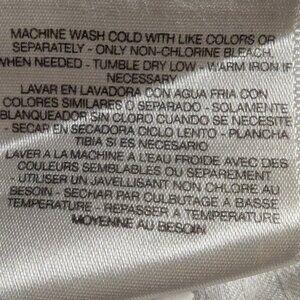 MACHINE WASH COLD WITH LIKE COLORS OR
SEPARATELY - ONLY NON-CHLORINE BLEACH,
WHEN NEEDED - TUMBLE DRY LOW - WARM IRON IF
NECESSARY
LAVAR EN LAVADORA CON AGUA FRIA CON
COLORES SIMILARES O SEPARADO - SOLAMENTE
BLANQUEADOR SIN CLORO CUANDO SE NECESITE
- SECAR EN SECADORA CICLO LENTO - PLANCHA
TIBIA SI ES NECESARIO
LAVER A LA MACHINE A L'EAU FROIDE AVEC DES
COULEURS SEMBLABLES OU SEPAREMENT
- UTILISER UN JAVELLISANT NON CHLORE AU
BESOIN - SECHAR PAR CULBUTAGE A BASSE
TEMPERATURE - REPASSER A TEMPERATURE
MOYENNE AU BESOIN